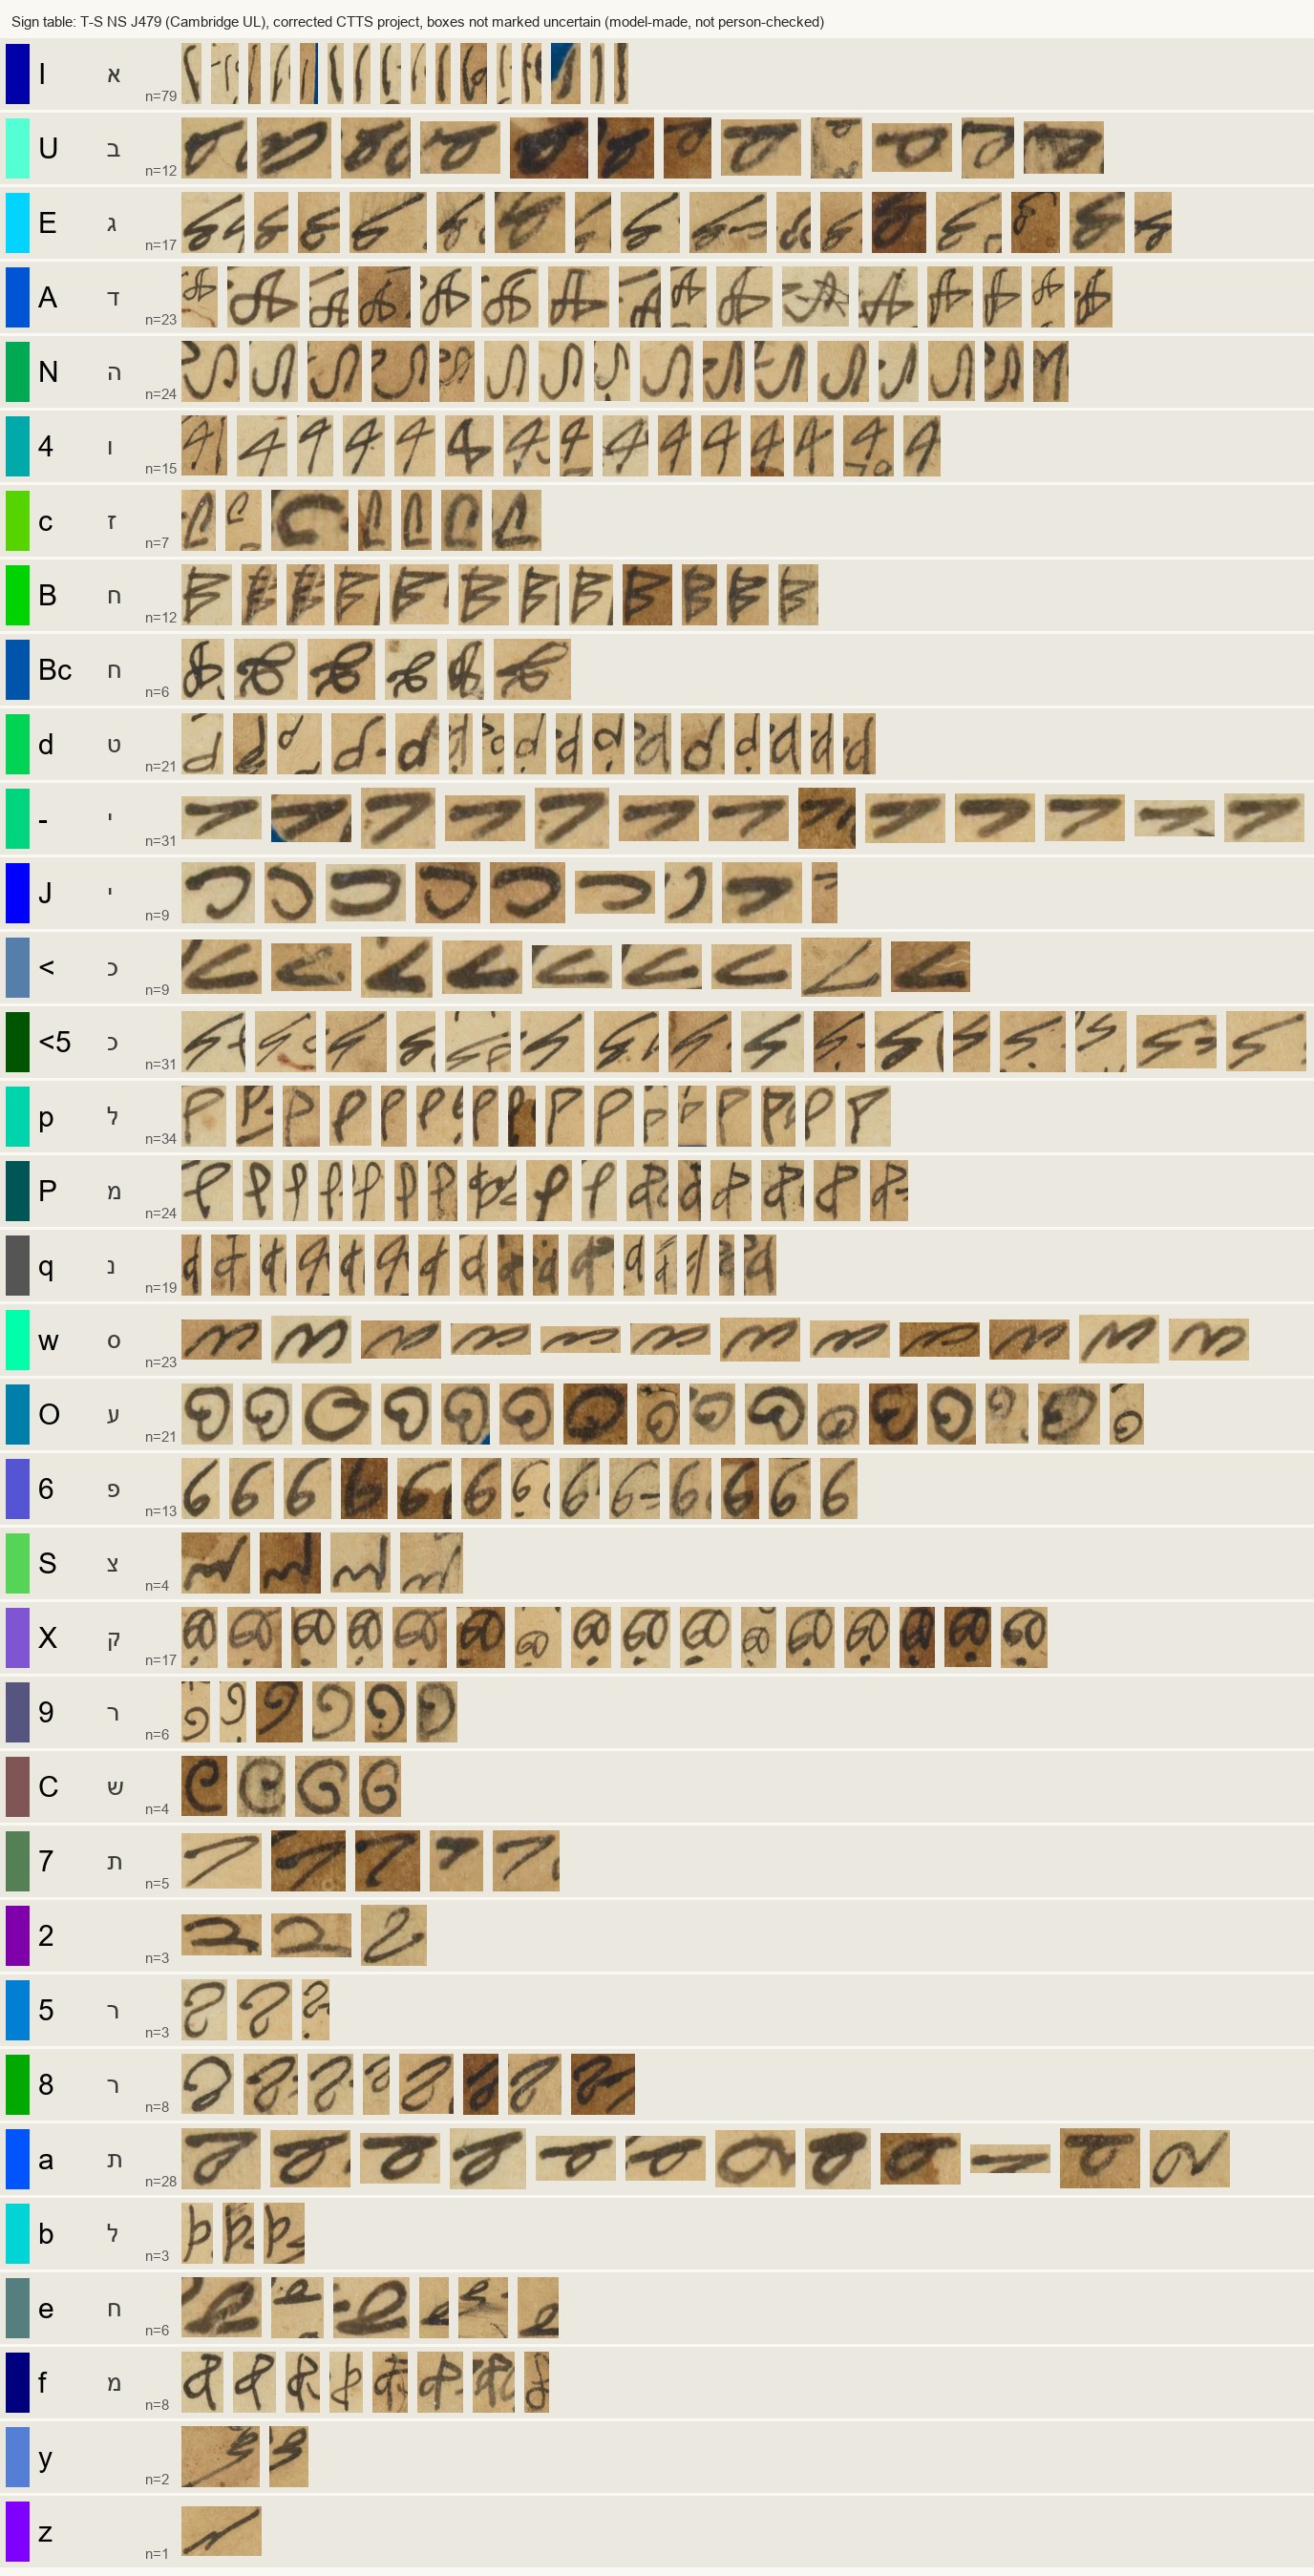 Sign table: T-S NS J479 (Cambridge UL), corrected CTTS project, boxes not marked uncertain (model-made, not person-checked)
I א n=79
U ב n=12
E ג n=17
A ד n=23
N ה n=24
4 ו n=15
c ז n=7
B ח n=12
Bc ח n=6
d ט n=21
- י n=31
J י n=9
< כ n=9
<5 כ n=31
p ל n=34
P מ n=24
q נ n=19
w ס n=23
O ע n=21
6 פ n=13
S צ n=4
X ק n=17
9 ר n=6
C ש n=4
7 ת n=5
2 n=3
5 ר n=3
8 ר n=8
a ת n=28
b ל n=3
e ח n=6
f מ n=8
y n=2
z n=1